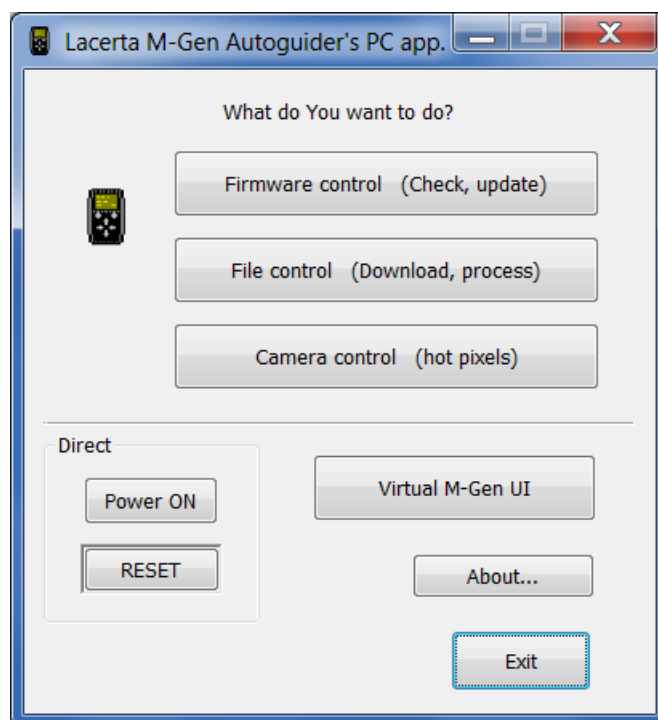 Lacerta M-Gen Autoguider's PC app.
What do You want to do?
Firmware control   (Check, update)
File control   (Download, process)
Camera control   (hot pixels)
Direct
Power ON
Virtual M-Gen UI
RESET
About...
Exit